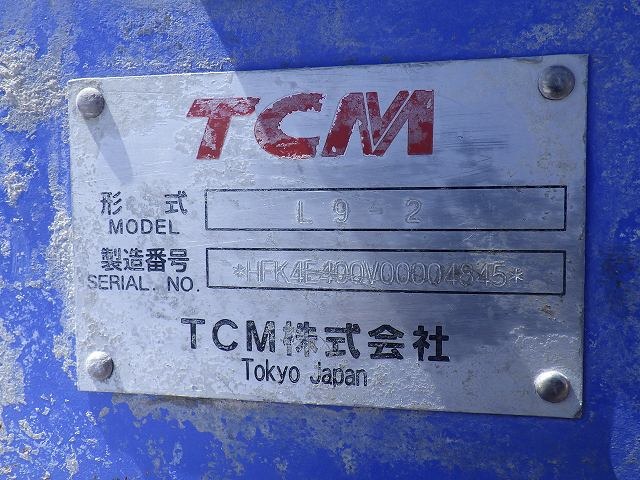 TCM
形式 L9-2
MODEL
製造番号 *HFK4E400V00004845*
SERIAL. NO.
TCM株式会社
Tokyo Japan